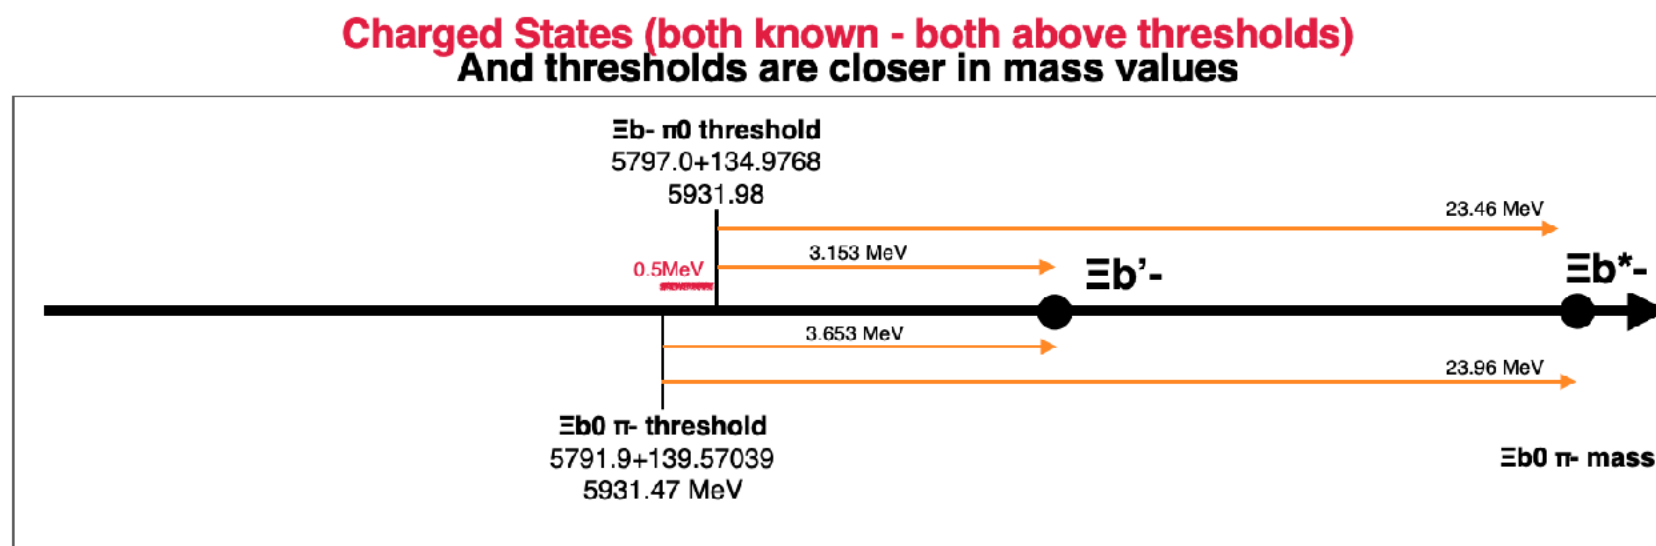 Charged States (both known - both above thresholds)
And thresholds are closer in mass values
Ξb- π0 threshold
5797.0+134.9768
5931.98
23.46 MeV
3.153 MeV
0.5MeV
Ξb’-
Ξb*-
3.653 MeV
23.96 MeV
Ξb0 π- threshold
5791.9+139.57039
5931.47 MeV
Ξb0 π- mass